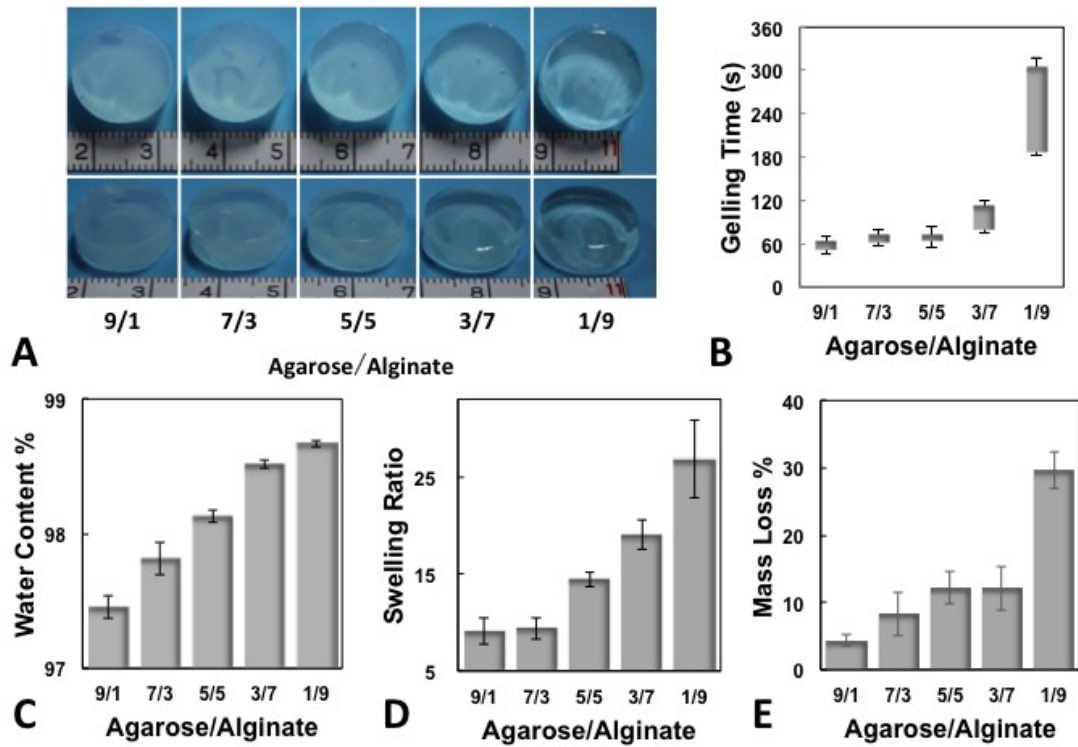 2 3 4 5 6 7 8 9 11
2 3 4 5 6 7 8 9 11
9/1 7/3 5/5 3/7 1/9
A
Agarose/Alginate
360
300
240
180
120
60
0
Gelling Time (s)
9/1 7/3 5/5 3/7 1/9
B Agarose/Alginate
99
98
97
Water Content %
9/1 7/3 5/5 3/7 1/9
C Agarose/Alginate
25
15
5
Swelling Ratio
9/1 7/3 5/5 3/7 1/9
D Agarose/Alginate
40
30
20
10
0
Mass Loss %
9/1 7/3 5/5 3/7 1/9
E Agarose/Alginate